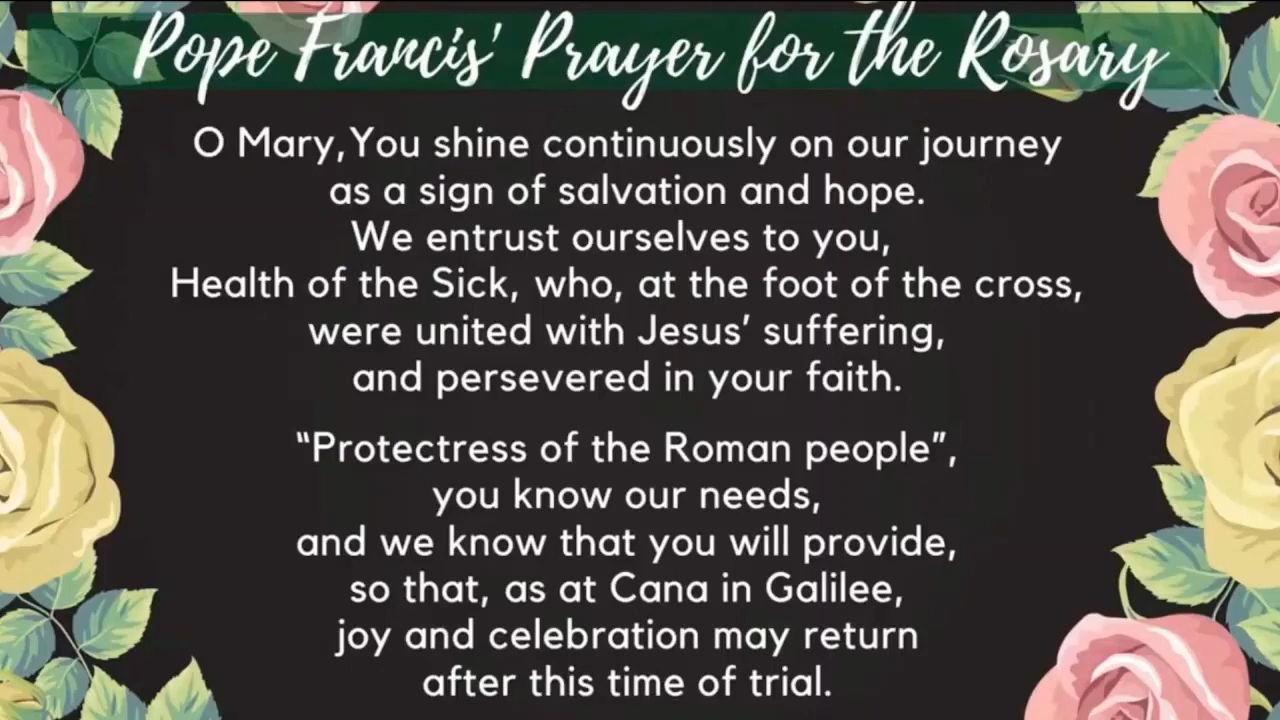 Pope Francis' Prayer for the Rosary
O Mary,You shine continuously on our journey
as a sign of salvation and hope.
We entrust ourselves to you,
Health of the Sick, who, at the foot of the cross,
were united with Jesus’ suffering,
and persevered in your faith.
“Protectress of the Roman people”,
you know our needs,
and we know that you will provide,
so that, as at Cana in Galilee,
joy and celebration may return
after this time of trial.